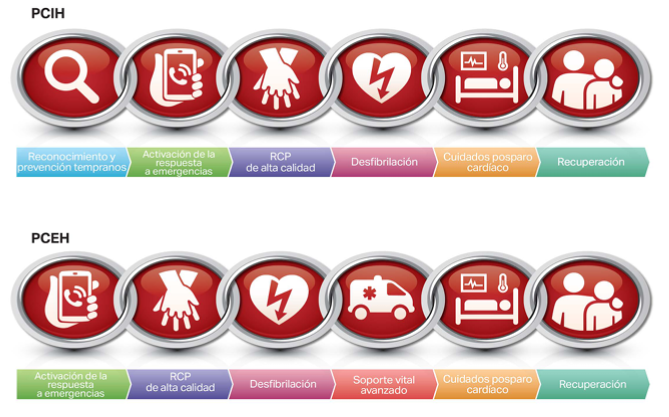 PCIH
Reconocimiento y
prevención tempranos
Activación de la
respuesta
a emergencias
RCP
de alta calidad
Desfibrilación
Cuidados posparo
cardíaco
Recuperación
PCEH
Activación de la
respuesta
a emergencias
RCP
de alta calidad
Desfibrilación
Soporte vital
avanzado
Cuidados posparo
cardíaco
Recuperación